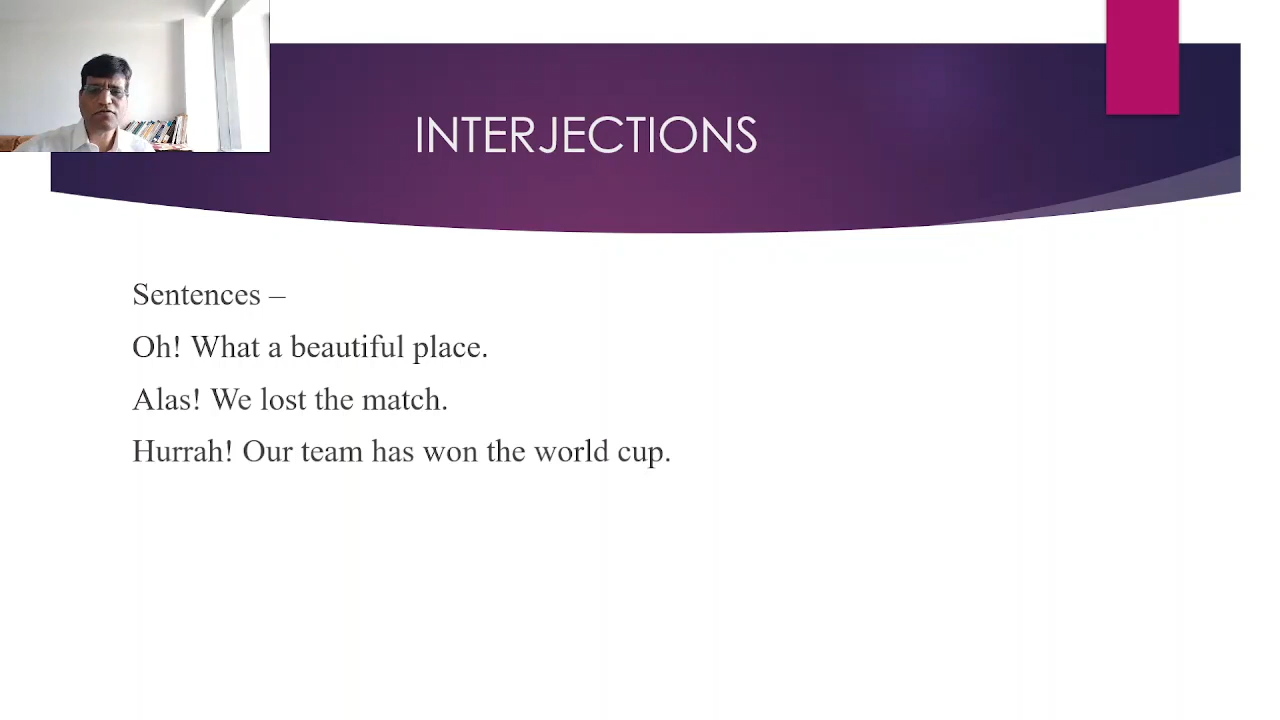 INTERJECTIONS
Sentences –
Oh! What a beautiful place.
Alas! We lost the match.
Hurrah! Our team has won the world cup.